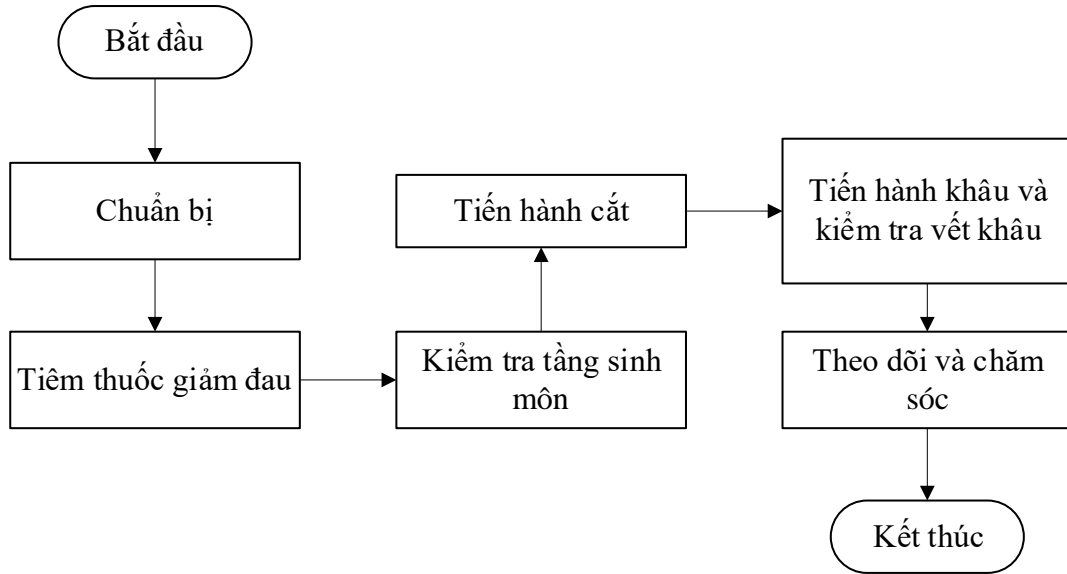 Bắt đầu
Chuẩn bị
Tiêm thuốc giảm đau
Kiểm tra tầng sinh
môn
Tiến hành cắt
Tiến hành khâu và
kiểm tra vết khâu
Theo dõi và chăm
sóc
Kết thúc